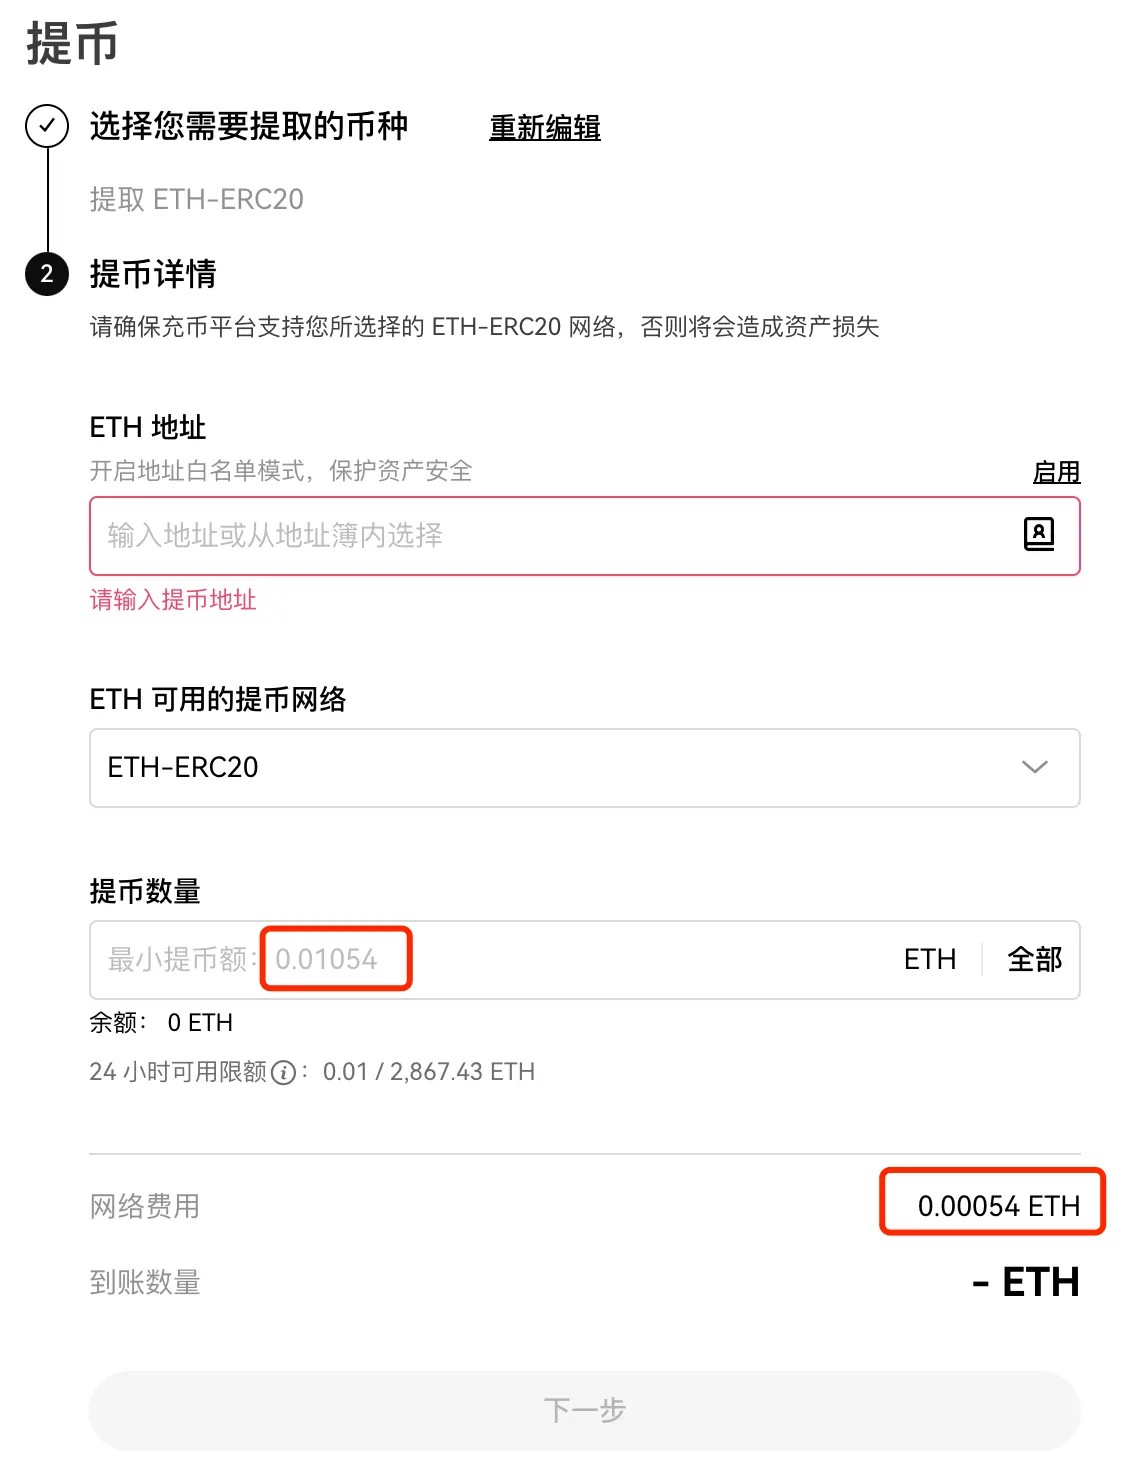 提币
选择您需要提取的币种 重新编辑
提取 ETH-ERC20
2 提币详情
请确保充币平台支持您所选择的 ETH-ERC20 网络，否则将会造成资产损失
ETH 地址
开启地址白名单模式，保护资产安全 启用
输入地址或从地址簿内选择
请输入提币地址
ETH 可用的提币网络
ETH-ERC20
提币数量
最小提币额: 0.01054 ETH 全部
余额： 0 ETH
24 小时可用限额 i： 0.01 / 2,867.43 ETH
网络费用 0.00054 ETH
到账数量 - ETH
下一步